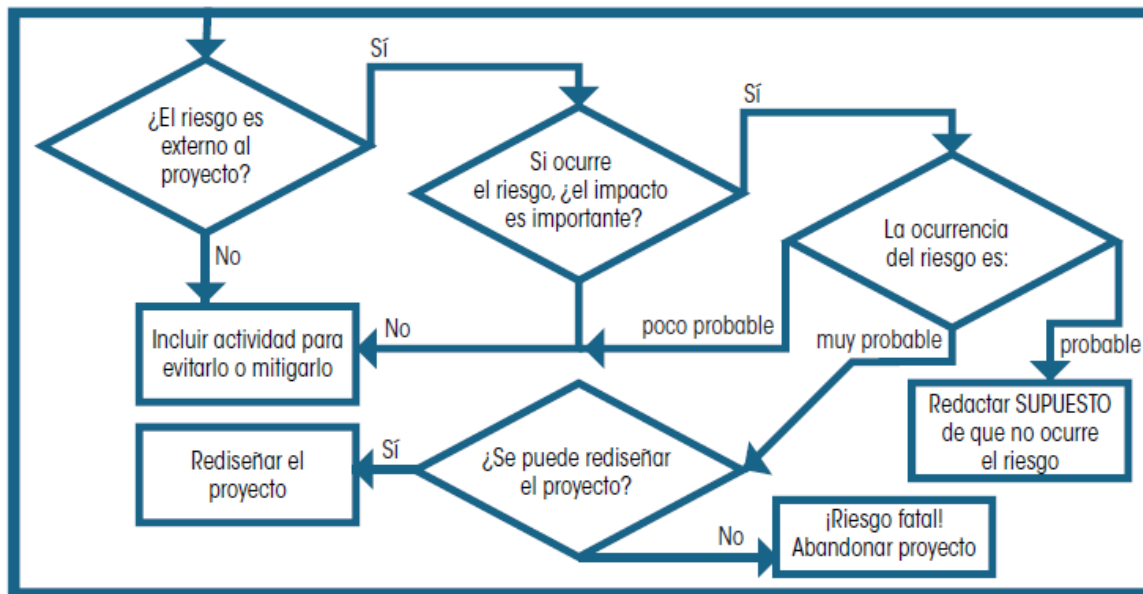 Sí
¿El riesgo es
externo al
proyecto?
Sí
Si ocurre
el riesgo, ¿el impacto
es importante?
La ocurrencia
del riesgo es:
No
Incluir actividad para
evitarlo o mitigarlo
No
poco probable
muy probable
probable
Redactar SUPUESTO
de que no ocurre
el riesgo
Rediseñar el
proyecto
Sí
¿Se puede rediseñar
el proyecto?
No
¡Riesgo fatal!
Abandonar proyecto